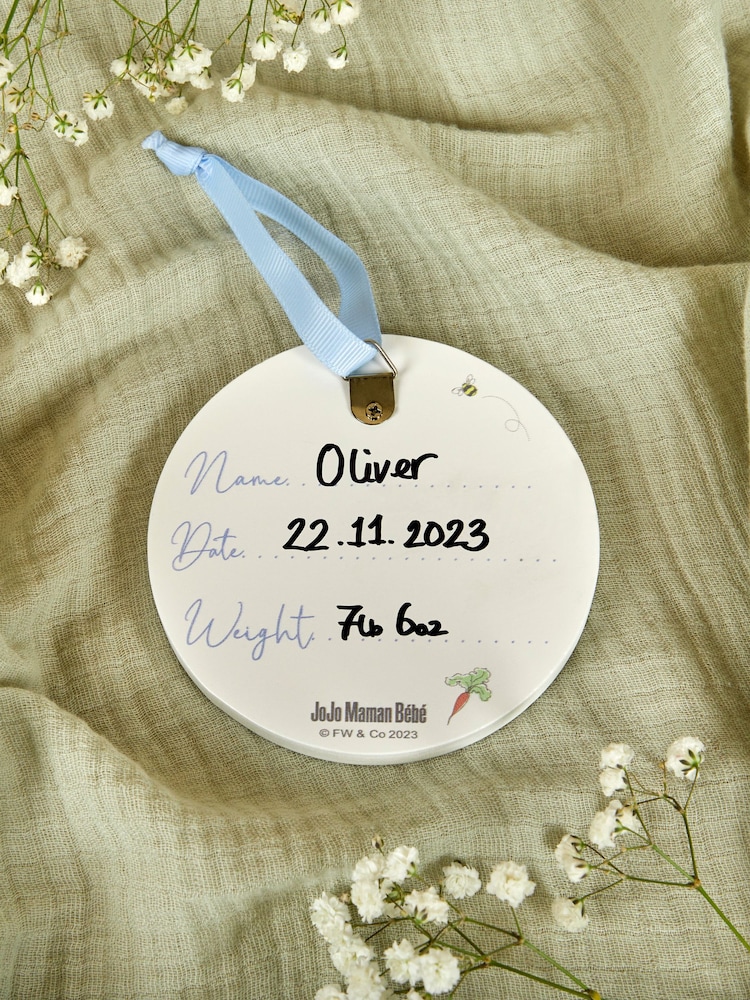 Name. Oliver
Date. 22.11.2023
Weight. 7lb 6oz
JoJo Maman Bébé
© FW & Co 2023